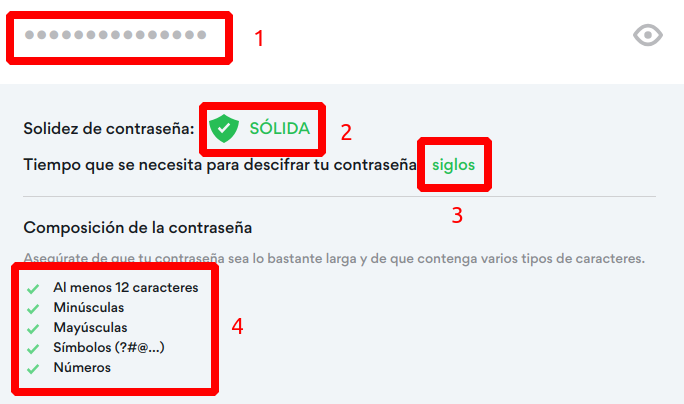 ●●●●●●●●●●●●●●● 1
Solidez de contraseña: SÓLIDA 2
Tiempo que se necesita para descifrar tu contraseña siglos
3
Composición de la contraseña
Asegúrate de que tu contraseña sea lo bastante larga y de que contenga varios tipos de caracteres.
Al menos 12 caracteres
Minúsculas
Mayúsculas
Símbolos (?#@...)
Números
4